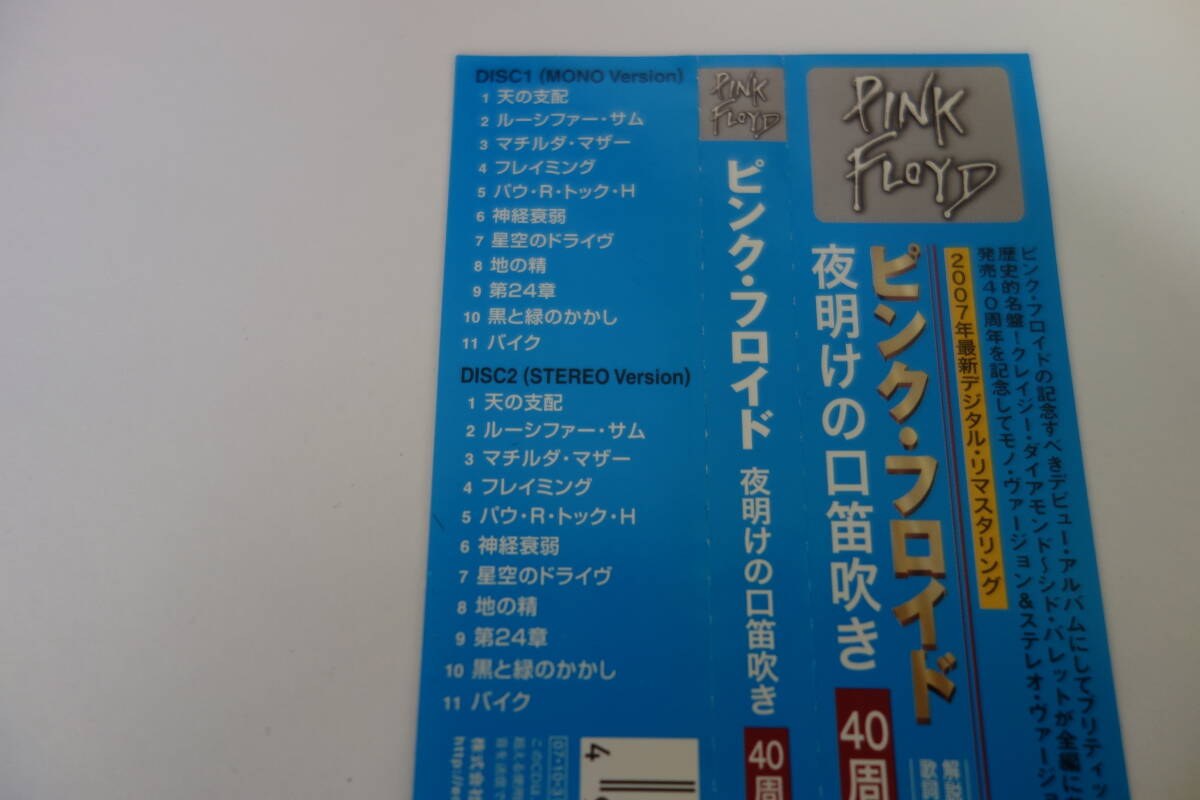 DISC1 (MONO Version)
1 天の支配
2 ルーシファー・サム
3 マチルダ・マザー
4 フレイミング
5 パウ・R・トック・H
6 神経衰弱
7 星空のドライヴ
8 地の精
9 第24章
10 黒と緑のかかし
11 バイク
DISC2 (STEREO Version)
1 天の支配
2 ルーシファー・サム
3 マチルダ・マザー
4 フレイミング
5 パウ・R・トック・H
6 神経衰弱
7 星空のドライヴ
8 地の精
9 第24章
10 黒と緑のかかし
11 バイク
株式会社
http://
4
PINK
FLOYD
ピンク・フロイド 夜明けの口笛吹き
40周
PINK
FLOYD
ピンク・フロイドの記念すべきデビュー・アルバムにしてブリティッ
歴史的名盤!クレイジー・ダイアモンド〜シド・バレットが全編に
発売40周年を記念してモノ・ヴァージョン&ステレオ・ヴァージョ
2007年最新デジタル・リマスタリング
ピンク・フロイド
夜明けの口笛吹き
40周
解説
歌詞